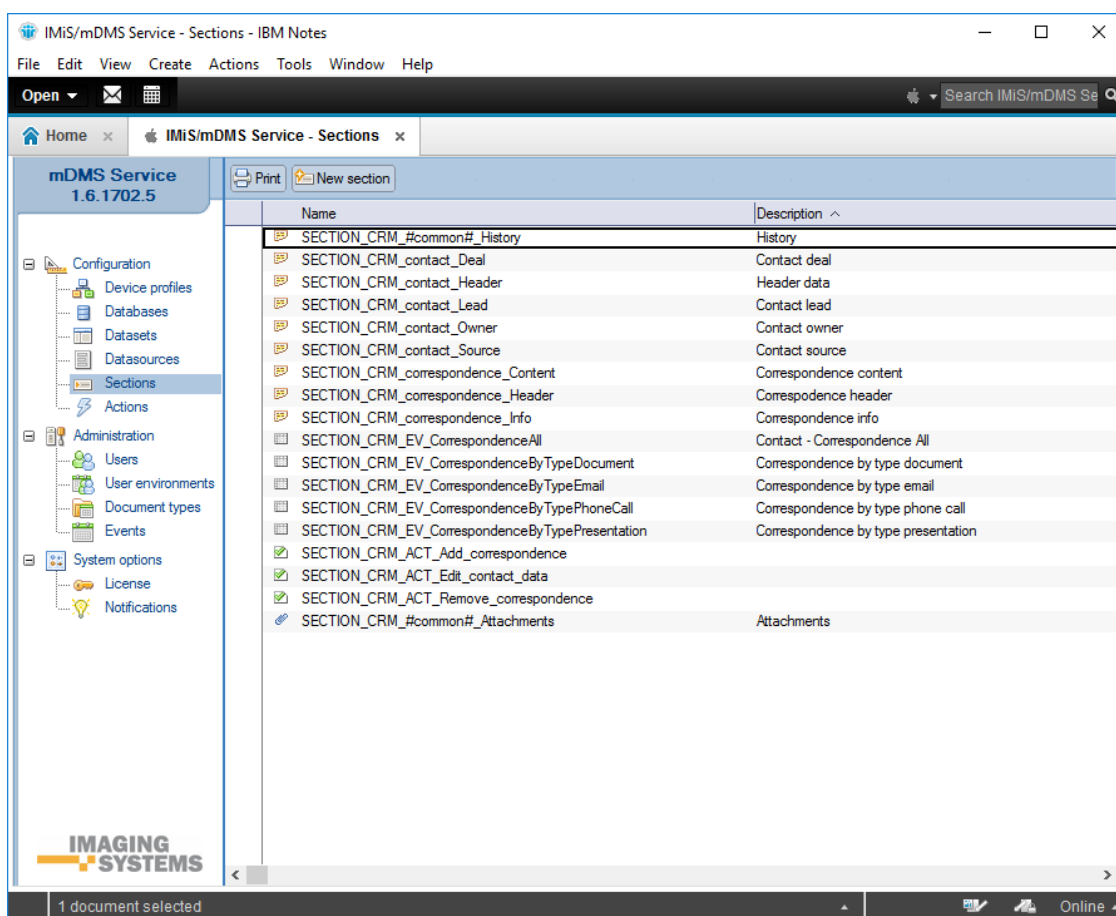 IMiS/mDMS Service - Sections - IBM Notes
File Edit View Create Actions Tools Window Help
Open Search IMiS/mDMS Se
Home IMiS/mDMS Service - Sections
mDMS Service
1.6.1702.5
Print New section
Name Description
Configuration
Device profiles
Databases
Datasets
Datasources
Sections
Actions
Administration
Users
User environments
Document types
Events
System options
License
Notifications
SECTION_CRM_#common#_History History
SECTION_CRM_contact_Deal Contact deal
SECTION_CRM_contact_Header Header data
SECTION_CRM_contact_Lead Contact lead
SECTION_CRM_contact_Owner Contact owner
SECTION_CRM_contact_Source Contact source
SECTION_CRM_correspondence_Content Correspondence content
SECTION_CRM_correspondence_Header Correspodence header
SECTION_CRM_correspondence_Info Correspondence info
SECTION_CRM_EV_CorrespondenceAll Contact - Correspondence All
SECTION_CRM_EV_CorrespondenceByTypeDocument Correspondence by type document
SECTION_CRM_EV_CorrespondenceByTypeEmail Correspondence by type email
SECTION_CRM_EV_CorrespondenceByTypePhoneCall Correspondence by type phone call
SECTION_CRM_EV_CorrespondenceByTypePresentation Correspondence by type presentation
SECTION_CRM_ACT_Add_correspondence
SECTION_CRM_ACT_Edit_contact_data
SECTION_CRM_ACT_Remove_correspondence
SECTION_CRM_#common#_Attachments Attachments
IMAGING
SYSTEMS
1 document selected Online